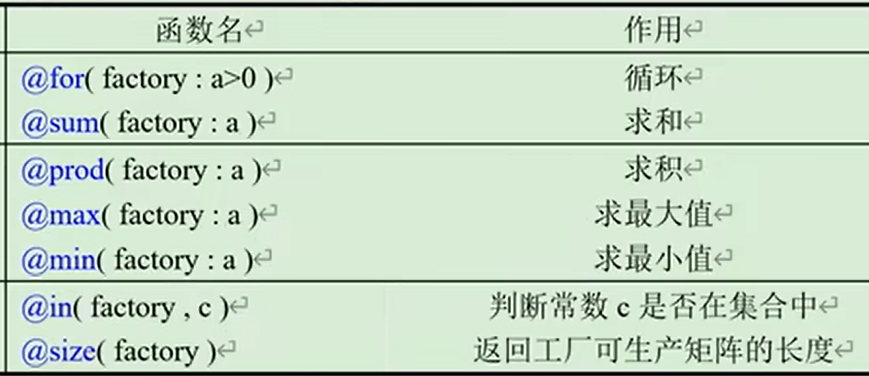 函数名 作用
@for( factory : a>0 ) 循环
@sum( factory : a ) 求和
@prod( factory : a ) 求积
@max( factory : a ) 求最大值
@min( factory : a ) 求最小值
@in( factory , c ) 判断常数 c 是否在集合中
@size( factory ) 返回工厂可生产矩阵的长度